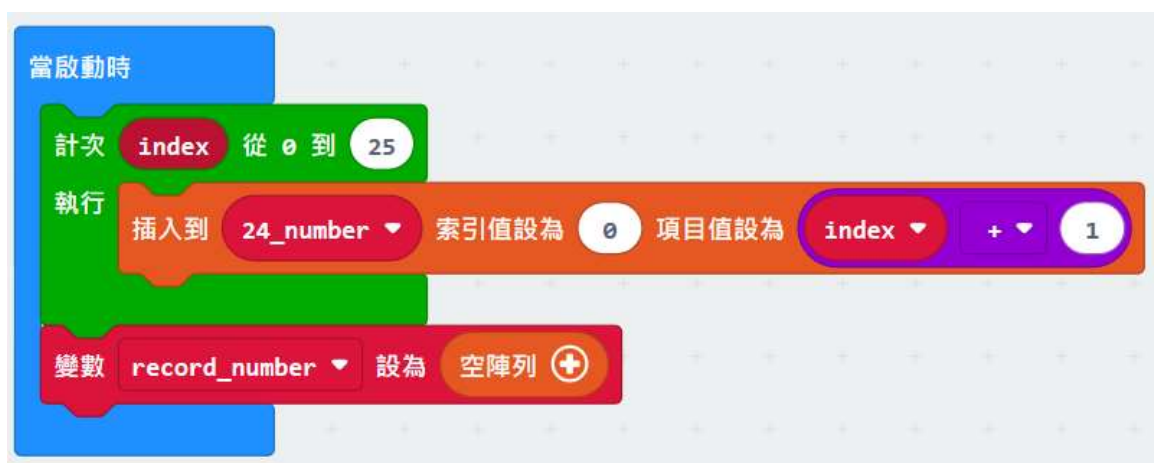 當啟動時
計次 index 從 0 到 25
執行
插入到 24_number 索引值設為 0 項目值設為 index + 1
變數 record_number 設為 空陣列